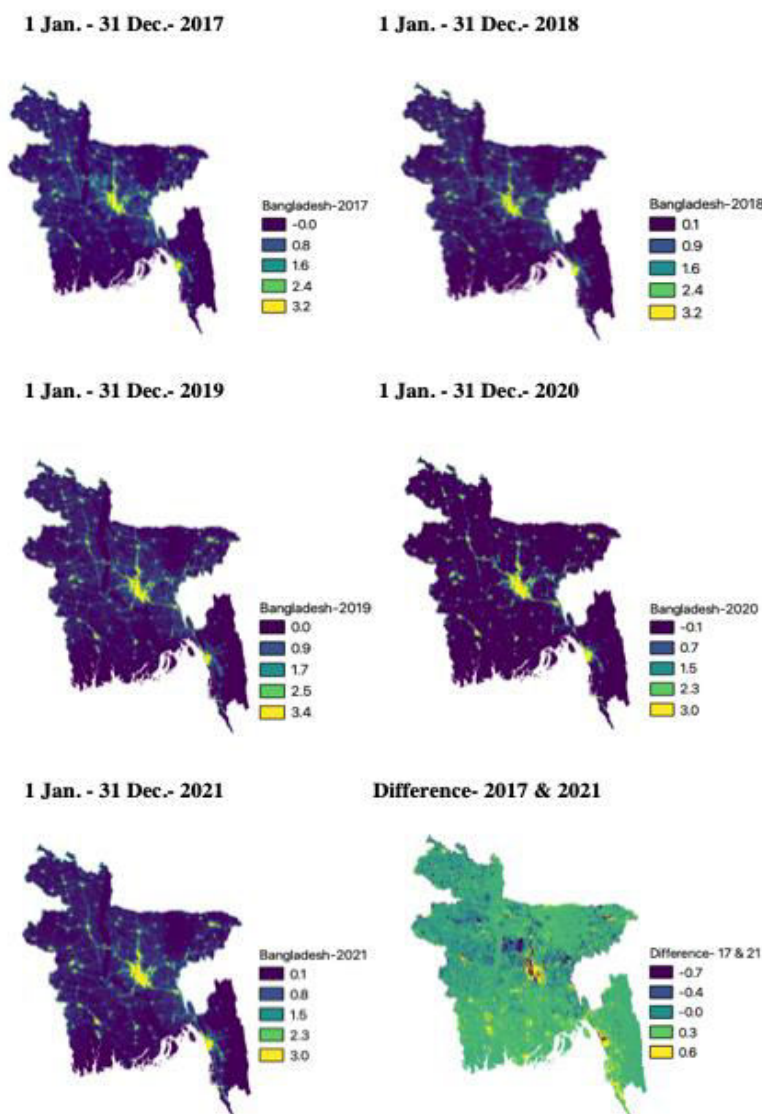 1 Jan. - 31 Dec.- 2017
1 Jan. - 31 Dec.- 2018
Bangladesh-2017
-0.0
0.8
1.6
2.4
3.2
Bangladesh-2018
0.1
0.9
1.6
2.4
3.2
1 Jan. - 31 Dec.- 2019
1 Jan. - 31 Dec.- 2020
Bangladesh-2019
0.0
0.9
1.7
2.5
3.4
Bangladesh-2020
-0.1
0.7
1.5
2.3
3.0
1 Jan. - 31 Dec.- 2021
Difference- 2017 & 2021
Bangladesh-2021
0.1
0.8
1.5
2.3
3.0
Difference- 17 & 21
-0.7
-0.4
-0.0
0.3
0.6